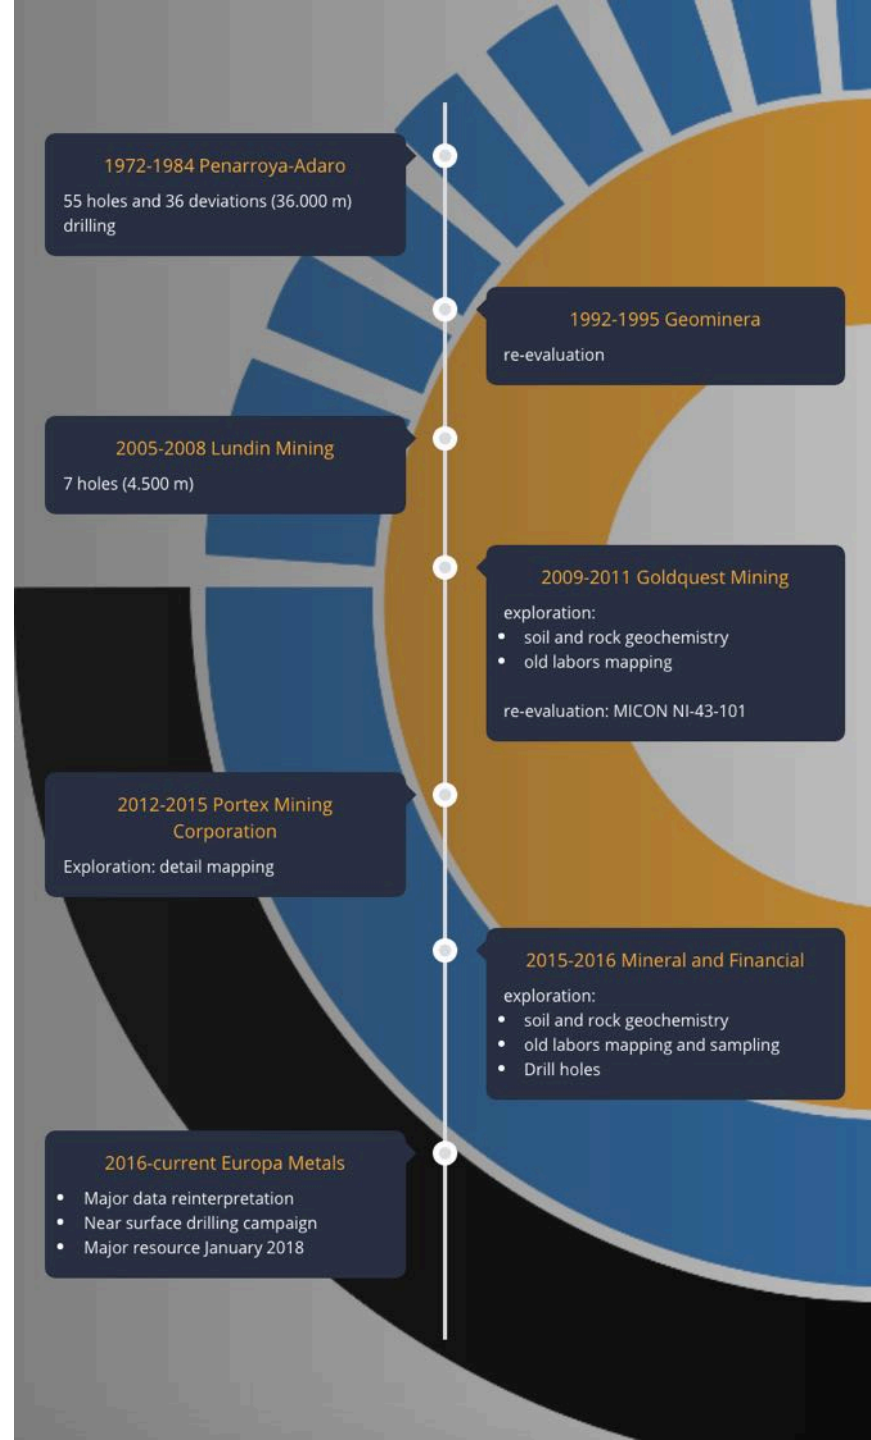 1972-1984 Penarroya-Adaro
55 holes and 36 deviations (36.000 m)
drilling
1992-1995 Geominera
re-evaluation
2005-2008 Lundin Mining
7 holes (4.500 m)
2009-2011 Goldquest Mining
exploration:
• soil and rock geochemistry
• old labors mapping
re-evaluation: MICON NI-43-101
2012-2015 Portex Mining
Corporation
Exploration: detail mapping
2015-2016 Mineral and Financial
exploration:
• soil and rock geochemistry
• old labors mapping and sampling
• Drill holes
2016-current Europa Metals
• Major data reinterpretation
• Near surface drilling campaign
• Major resource January 2018